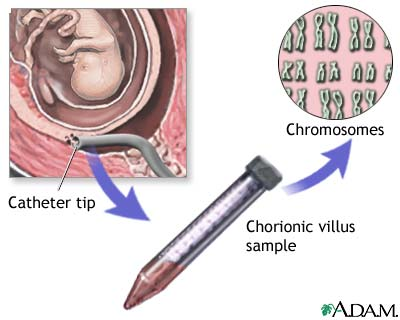 Chromosomes
Catheter tip
Chorionic villus
sample
A.D.A.M.